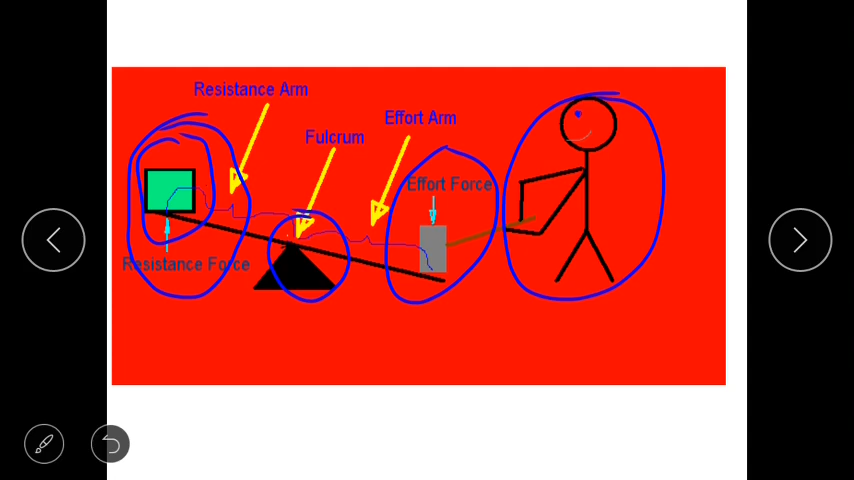 Resistance Arm
Effort Arm
Fulcrum
Effort Force
Resistance Force